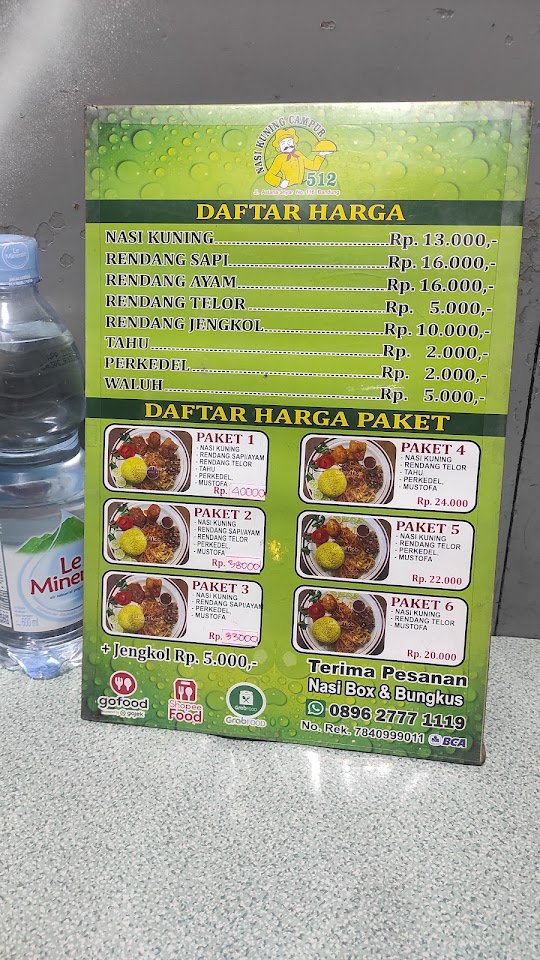 NASI KUNING CAMPUR
512
DAFTAR HARGA
NASI KUNING..........Rp. 13.000,-
RENDANG SAPI..........Rp. 16.000,-
RENDANG AYAM..........Rp. 16.000,-
RENDANG TELOR..........Rp. 5.000,-
RENDANG JENGKOL..........Rp. 10.000,-
TAHU..........Rp. 2.000,-
PERKEDEL..........Rp. 2.000,-
WALUH..........Rp. 5.000,-
DAFTAR HARGA PAKET
PAKET 1
- NASI KUNING
- RENDANG SAPI/AYAM
- RENDANG TELOR
- TAHU
- PERKEDEL,
- MUSTOFA
Rp. 40000
PAKET 2
- NASI KUNING
- RENDANG SAPI/AYAM
- RENDANG TELOR
- PERKEDEL,
- MUSTOFA
Rp. 38000
PAKET 3
- NASI KUNING
- RENDANG SAPI/AYAM
- PERKEDEL,
- MUSTOFA
Rp. 33000
PAKET 4
- NASI KUNING
- RENDANG TELOR
- TAHU
- PERKEDEL,
- MUSTOFA
Rp. 24.000
PAKET 5
- NASI KUNING
- RENDANG TELOR
- PERKEDEL,
- MUSTOFA
Rp. 22.000
PAKET 6
- NASI KUNING
- RENDANG TELOR
- MUSTOFA
Rp. 20.000
+ Jengkol Rp. 5.000,-
gofood
gojek
Shopee
Food
GrabFOOD
GrabFOOD
Terima Pesanan
Nasi Box & Bungkus
0896 2777 1119
No. Rek. 7840999011 BCA
Le
Minerale
600 ml